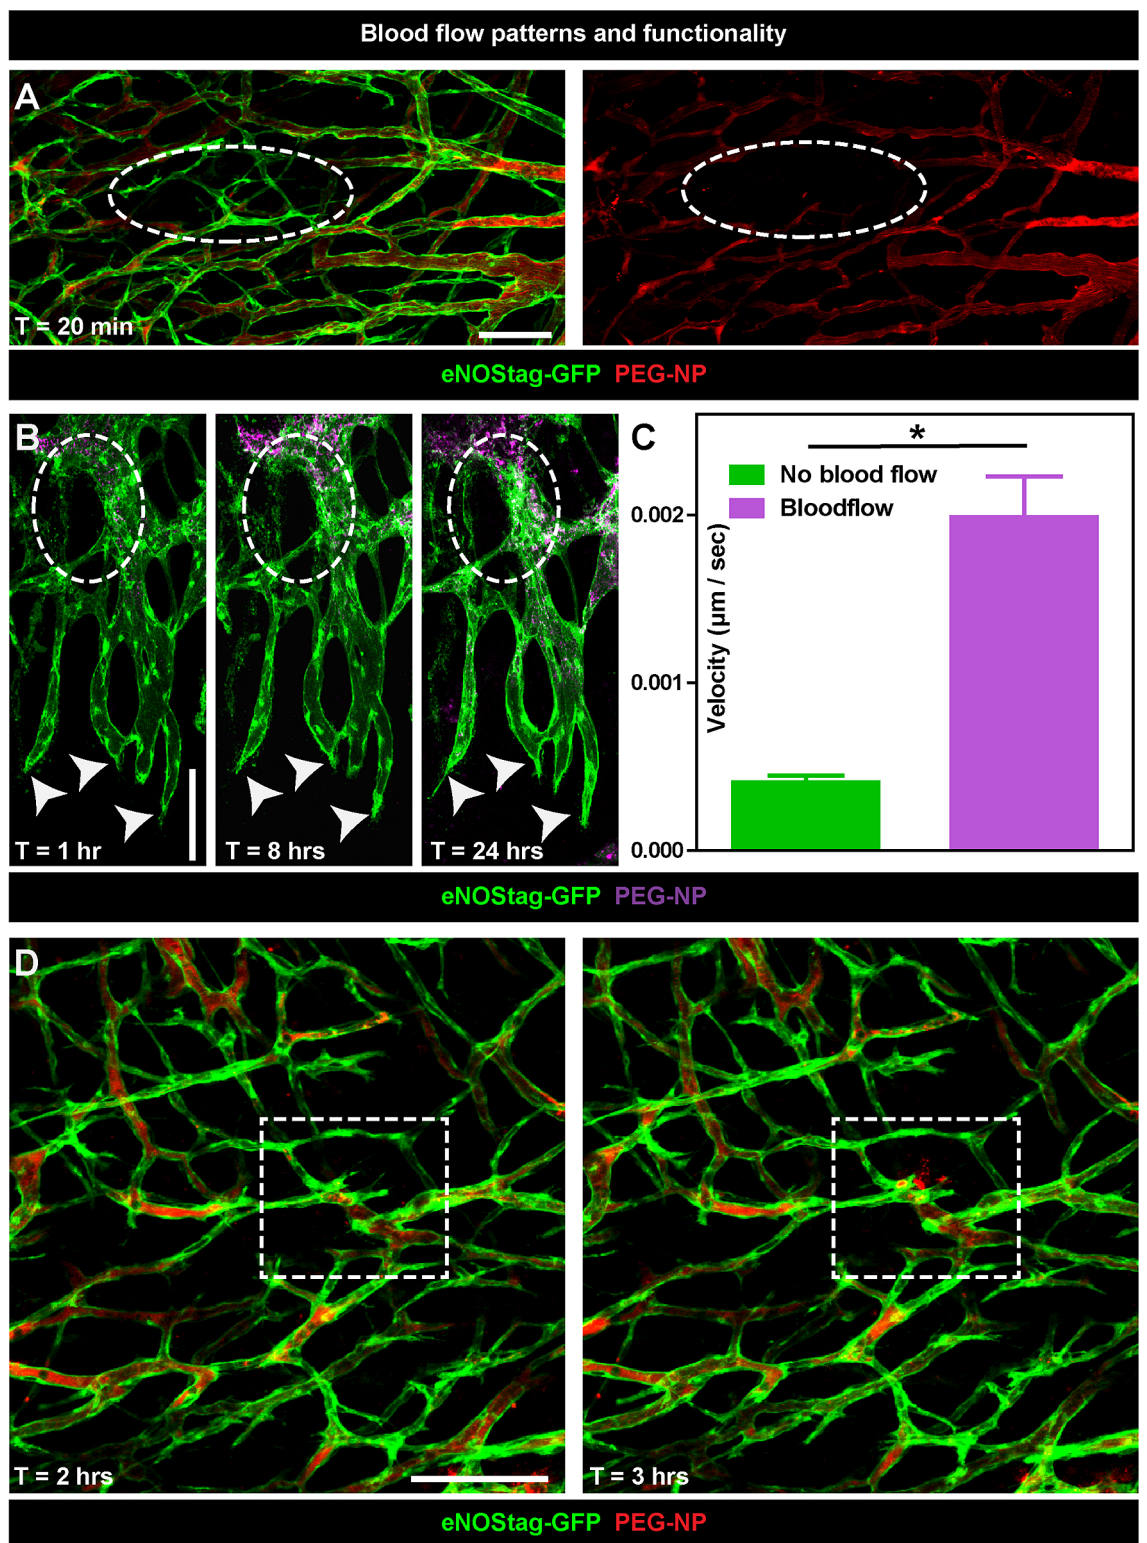 Blood flow patterns and functionality
A
T = 20 min
eNOStag-GFP PEG-NP
B
T = 1 hr
T = 8 hrs
T = 24 hrs
C
*
No blood flow
Bloodflow
0.002
0.001
0.000
Velocity (µm / sec)
eNOStag-GFP PEG-NP
D
T = 2 hrs
T = 3 hrs
eNOStag-GFP PEG-NP